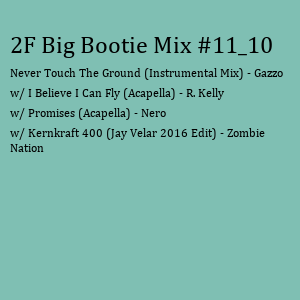 2F Big Bootie Mix #11_10
Never Touch The Ground (Instrumental Mix) - Gazzo
w/ I Believe I Can Fly (Acapella) - R. Kelly
w/ Promises (Acapella) - Nero
w/ Kernkraft 400 (Jay Velar 2016 Edit) - Zombie
Nation